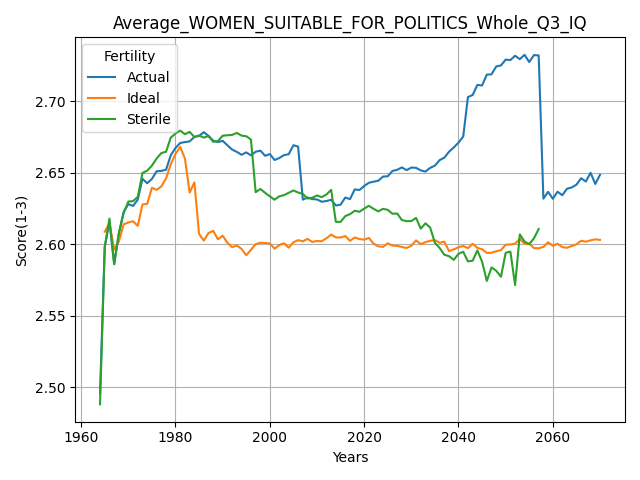 Average_WOMEN_SUITABLE_FOR_POLITICS_Whole_Q3_IQ
Fertility
Actual
Ideal
Sterile
Score(1-3)
2.70
2.65
2.60
2.55
2.50
1960
1980
2000
2020
2040
2060
Years